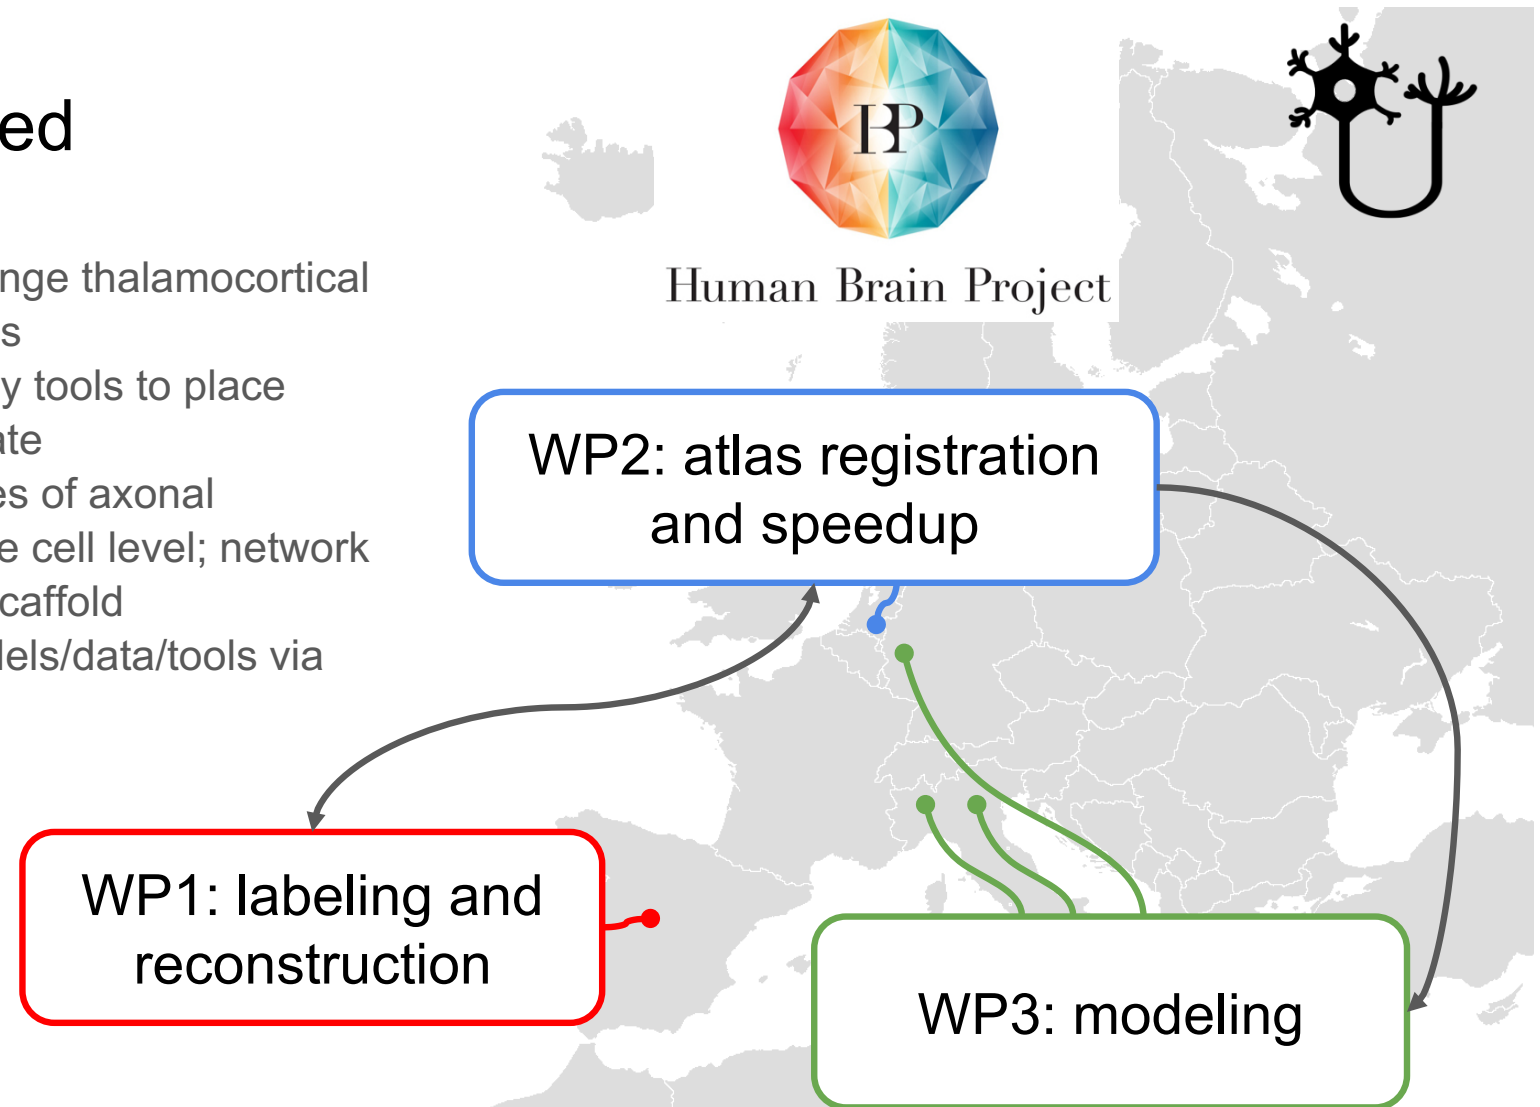 ed
nge thalamocortical
s
y tools to place
ate
es of axonal
e cell level; network
caffold
lels/data/tools via
HBP
Human Brain Project
WP2: atlas registration
and speedup
WP1: labeling and
reconstruction
WP3: modeling